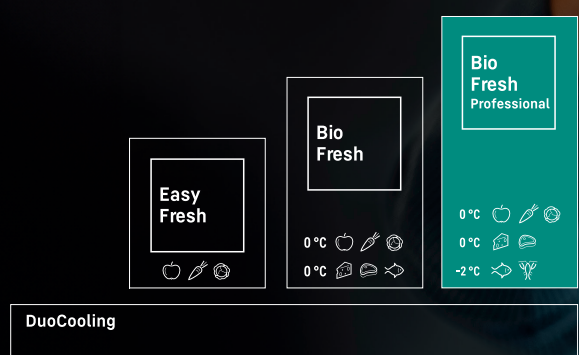 Easy
Fresh
Bio
Fresh
0 °C
0 °C
Bio
Fresh
Professional
0 °C
0 °C
-2 °C
DuoCooling